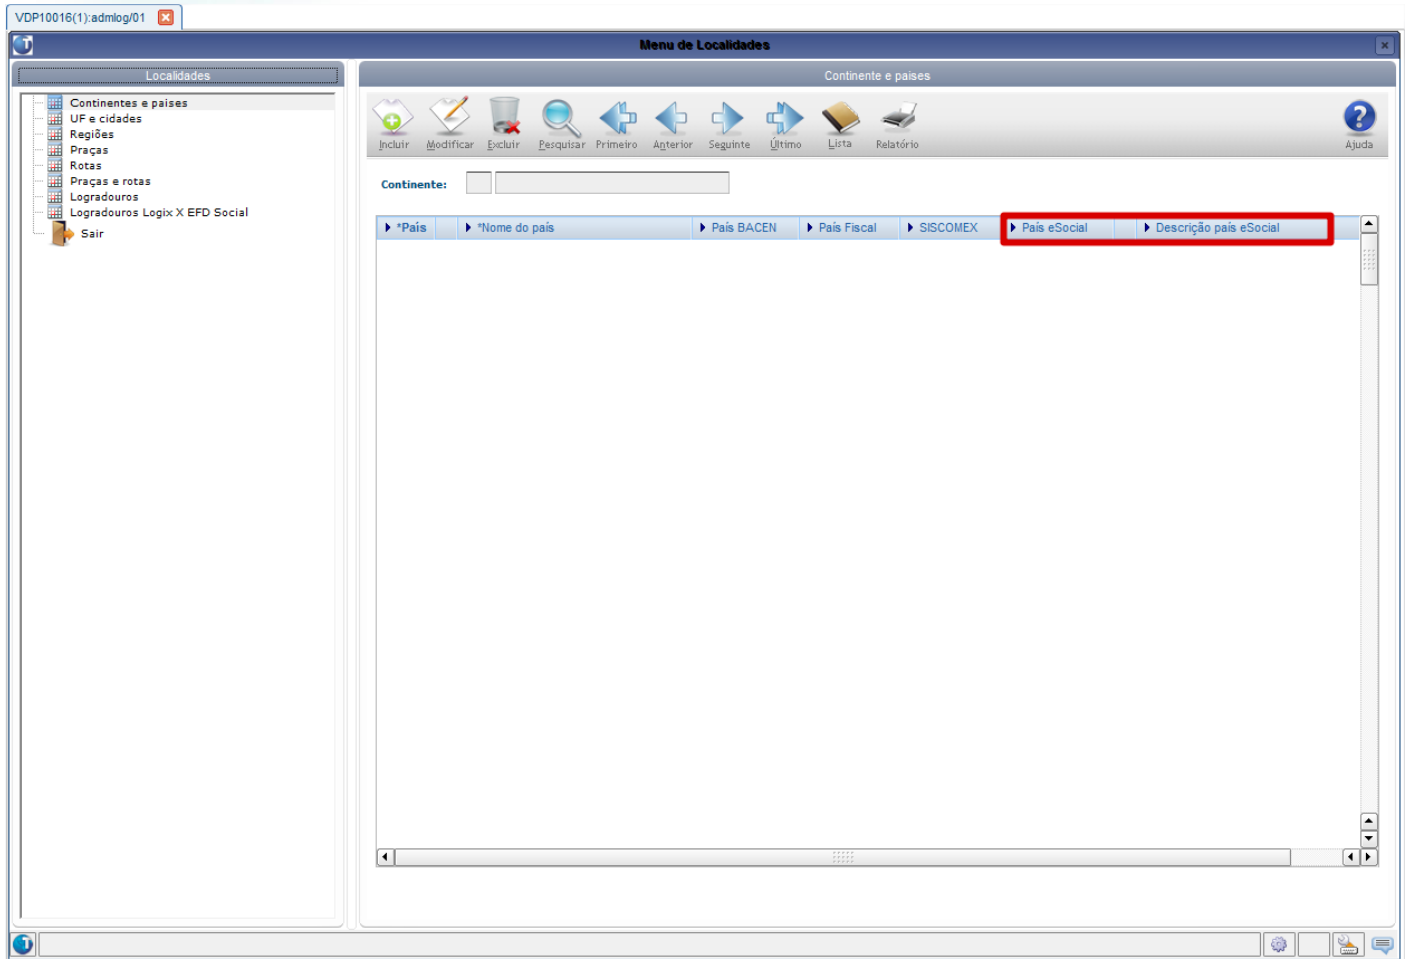 VDP10016(1):admlog/01
Menu de Localidades
Localidades
Continentes e paises
UF e cidades
Regiões
Praças
Rotas
Praças e rotas
Logradouros
Logradouros Logix X EFD Social
Sair
Continente e paises
Incluir Modificar Excluir Pesquisar Primeiro Anterior Seguinte Último Lista Relatório Ajuda
Continente:
*País *Nome do país País BACEN País Fiscal SISCOMEX País eSocial Descrição país eSocial